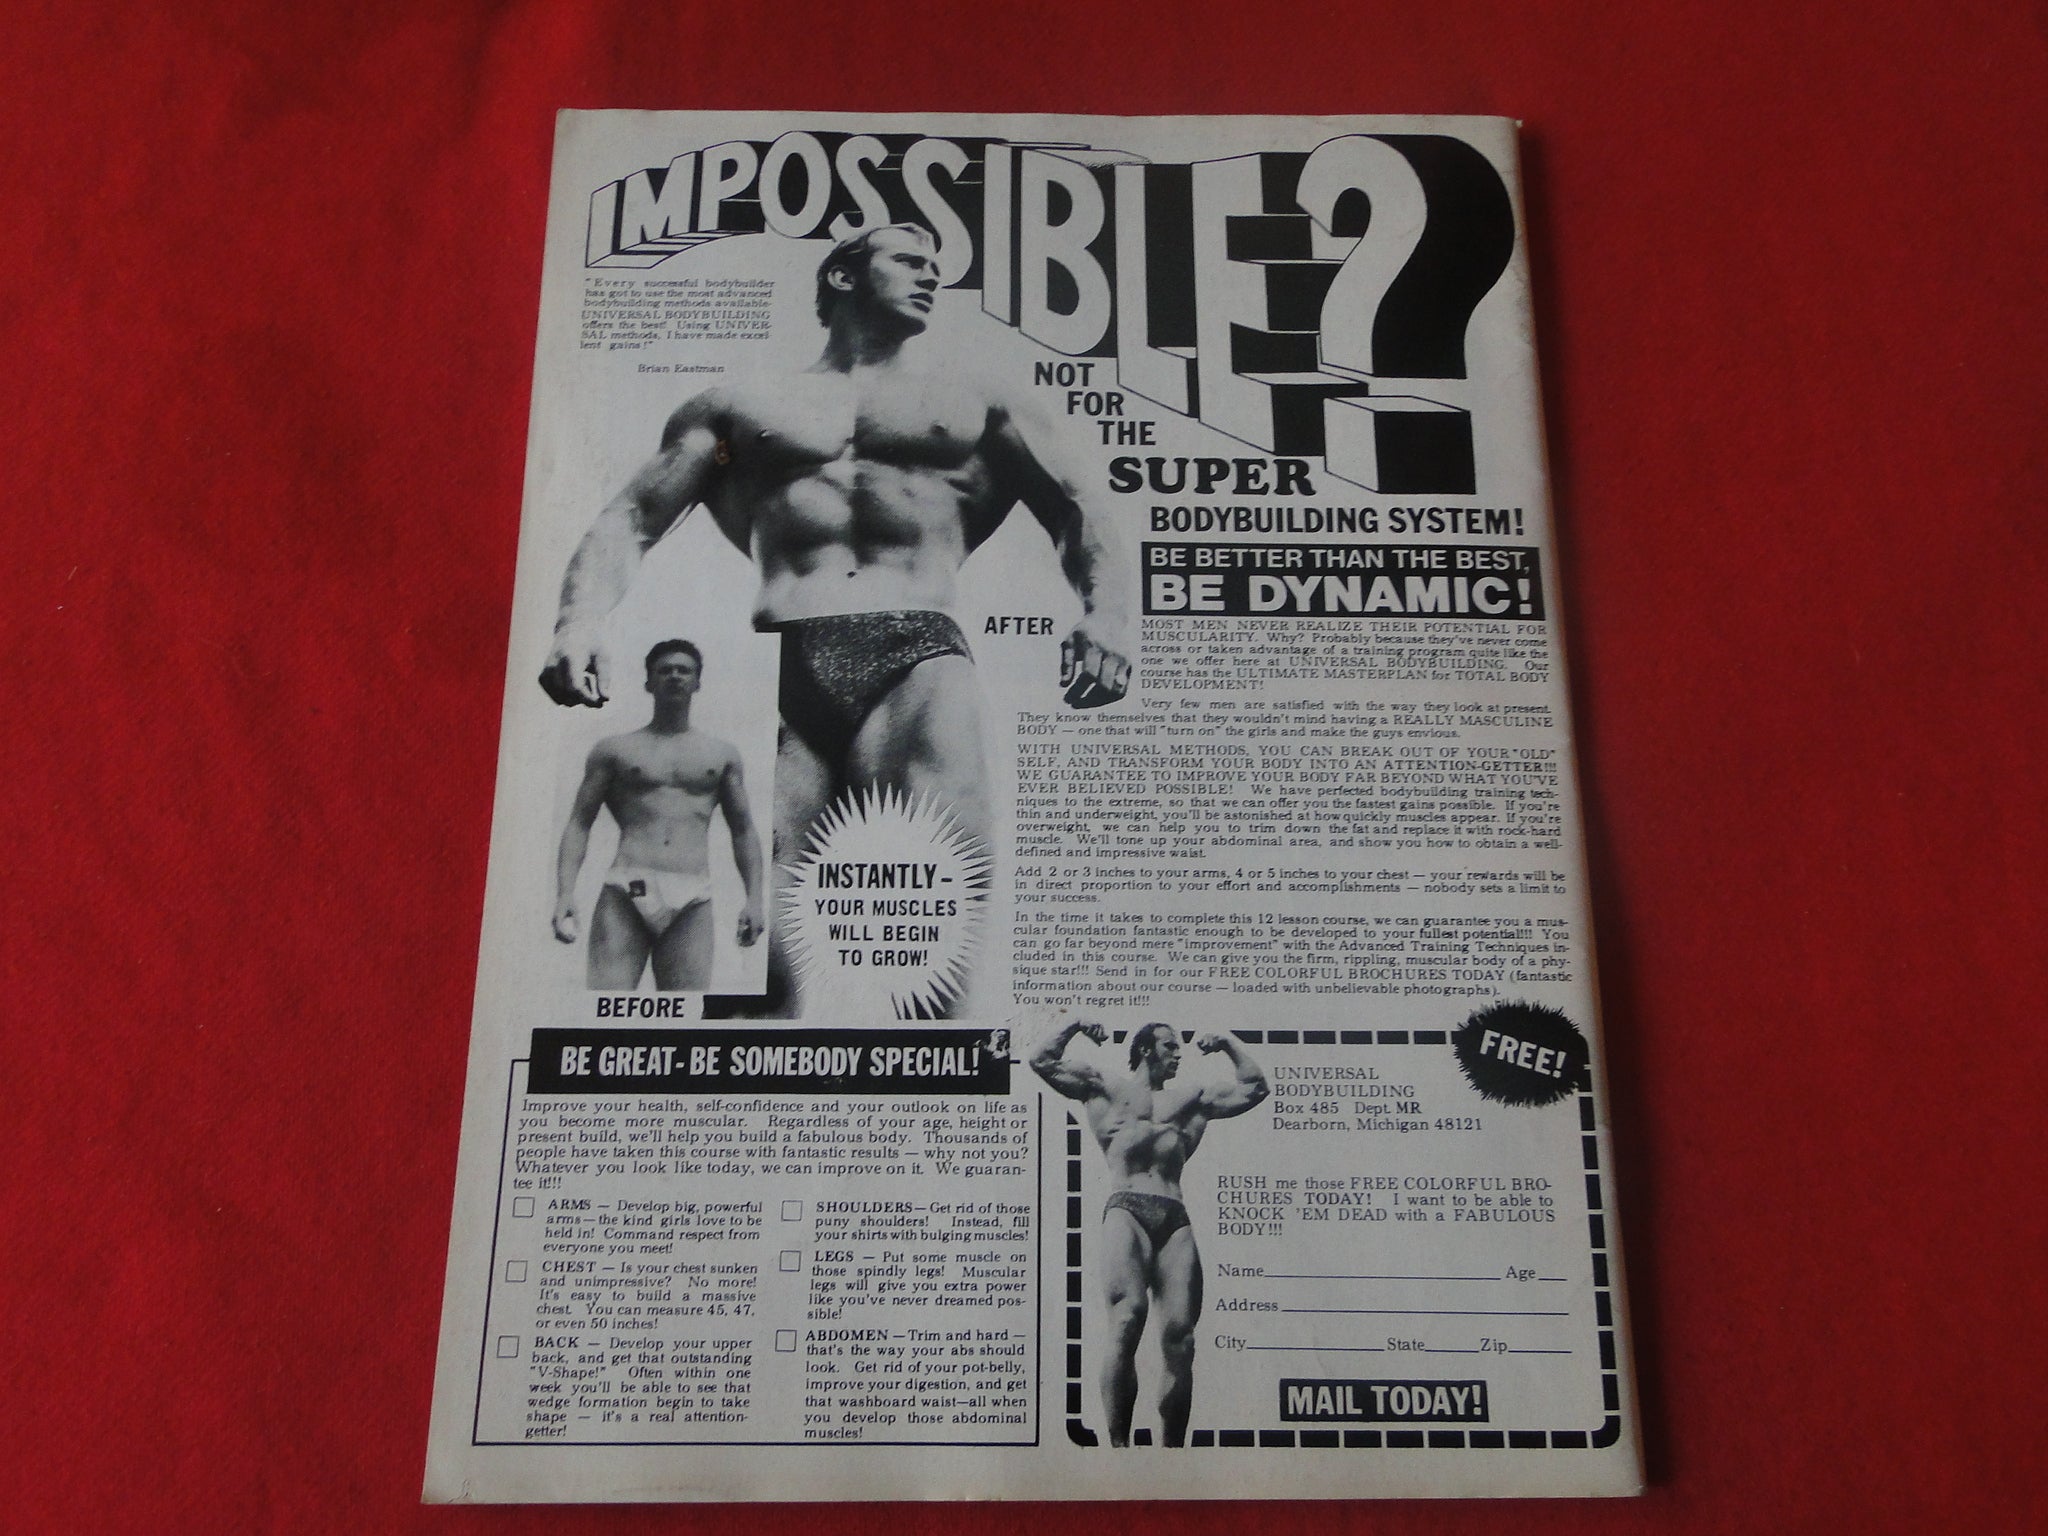 IMPOSSIBLE?
"Every successful bodybuilder
has got to use the most advanced
bodybuilding methods available-
UNIVERSAL BODYBUILDING
offers the best! Using UNIVER-
SAL methods, I have made excel-
lent gains!"
Brian Eastman
NOT
FOR
THE
SUPER
BODYBUILDING SYSTEM!
BE BETTER THAN THE BEST,
BE DYNAMIC!
AFTER
MOST MEN NEVER REALIZE THEIR POTENTIAL FOR
MUSCULARITY. Why? Probably because they've never come
across or taken advantage of a training program quite like the
one we offer here at UNIVERSAL BODYBUILDING. Our
course has the ULTIMATE MASTERPLAN for TOTAL BODY
DEVELOPMENT!
Very few men are satisfied with the way they look at present.
They know themselves that they wouldn't mind having a REALLY MASCULINE
BODY — one that will "turn on" the girls and make the guys envious.
WITH UNIVERSAL METHODS, YOU CAN BREAK OUT OF YOUR "OLD"
SELF, AND TRANSFORM YOUR BODY INTO AN ATTENTION-GETTER!!!
WE GUARANTEE TO IMPROVE YOUR BODY FAR BEYOND WHAT YOU'VE
EVER BELIEVED POSSIBLE! We have perfected bodybuilding training tech-
niques to the extreme, so that we can offer you the fastest gains possible. If you're
thin and underweight, you'll be astonished at how quickly muscles appear. If you're
overweight, we can help you to trim down the fat and replace it with rock-hard
muscle. We'll tone up your abdominal area, and show you how to obtain a well-
defined and impressive waist.
Add 2 or 3 inches to your arms, 4 or 5 inches to your chest — your rewards will be
in direct proportion to your effort and accomplishments — nobody sets a limit to
your success.
In the time it takes to complete this 12 lesson course, we can guarantee you a mus-
cular foundation fantastic enough to be developed to your fullest potential!!! You
can go far beyond mere "improvement" with the Advanced Training Techniques in-
cluded in this course. We can give you the firm, rippling, muscular body of a phy-
sique star!!! Send in for our FREE COLORFUL BROCHURES TODAY (fantastic
information about our course — loaded with unbelievable photographs).
You won't regret it!!!
INSTANTLY-
YOUR MUSCLES
WILL BEGIN
TO GROW!
BEFORE
BE GREAT- BE SOMEBODY SPECIAL!
Improve your health, self-confidence and your outlook on life as
you become more muscular. Regardless of your age, height or
present build, we'll help you build a fabulous body. Thousands of
people have taken this course with fantastic results — why not you?
Whatever you look like today, we can improve on it. We guaran-
tee it!!!
ARMS — Develop big, powerful
arms—the kind girls love to be
held in! Command respect from
everyone you meet!
CHEST — Is your chest sunken
and unimpressive? No more!
It's easy to build a massive
chest. You can measure 45, 47,
or even 50 inches!
BACK — Develop your upper
back, and get that outstanding
"V-Shape!" Often within one
week you'll be able to see that
wedge formation begin to take
shape — it's a real attention-
getter!
SHOULDERS— Get rid of those
puny shoulders! Instead, fill
your shirts with bulging muscles!
LEGS — Put some muscle on
those spindly legs! Muscular
legs will give you extra power
like you've never dreamed pos-
sible!
ABDOMEN — Trim and hard —
that's the way your abs should
look. Get rid of your pot-belly,
improve your digestion, and get
that washboard waist—all when
you develop those abdominal
muscles!
FREE!
UNIVERSAL
BODYBUILDING
Box 485 Dept. MR
Dearborn, Michigan 48121
RUSH me those FREE COLORFUL BRO-
CHURES TODAY! I want to be able to
KNOCK 'EM DEAD with a FABULOUS
BODY!!!
Name Age
Address
City State Zip
MAIL TODAY!